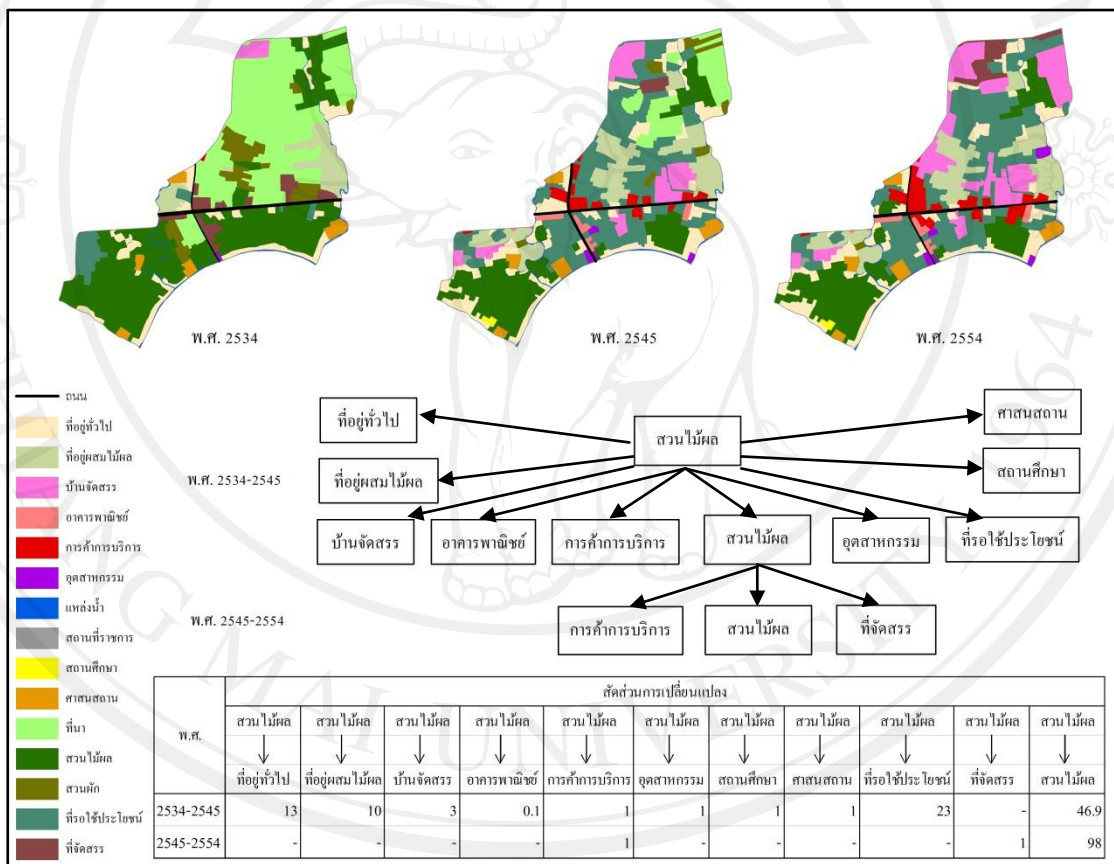 พ.ศ. 2534
พ.ศ. 2545
พ.ศ. 2554
ถนน
ที่อยู่ทั่วไป
ที่อยู่ผสมไม้ผล
บ้านจัดสรร
อาคารพาณิชย์
การค้าการบริการ
อุตสาหกรรม
แหล่งน้ำ
สถานที่ราชการ
สถานศึกษา
ศาสนสถาน
ที่นา
สวนไม้ผล
สวนผัก
ที่รอใช้ประโยชน์
ที่จัดสรร
พ.ศ. 2534-2545
สวนไม้ผล
ที่อยู่ทั่วไป
ศาสนสถาน
ที่อยู่ผสมไม้ผล
สถานศึกษา
บ้านจัดสรร อาคารพาณิชย์ การค้าการบริการ สวนไม้ผล อุตสาหกรรม ที่รอใช้ประโยชน์
พ.ศ. 2545-2554
การค้าการบริการ สวนไม้ผล ที่จัดสรร
สัดส่วนการเปลี่ยนแปลง
พ.ศ.
สวนไม้ผล สวนไม้ผล สวนไม้ผล สวนไม้ผล สวนไม้ผล สวนไม้ผล สวนไม้ผล สวนไม้ผล สวนไม้ผล สวนไม้ผล สวนไม้ผล
ที่อยู่ทั่วไป ที่อยู่ผสมไม้ผล บ้านจัดสรร อาคารพาณิชย์ การค้าการบริการ อุตสาหกรรม สถานศึกษา ศาสนสถาน ที่รอใช้ประโยชน์ ที่จัดสรร สวนไม้ผล
2534-2545 13 10 3 0.1 1 1 1 1 23 - 46.9
2545-2554 - - - - 1 - - - - 1 98